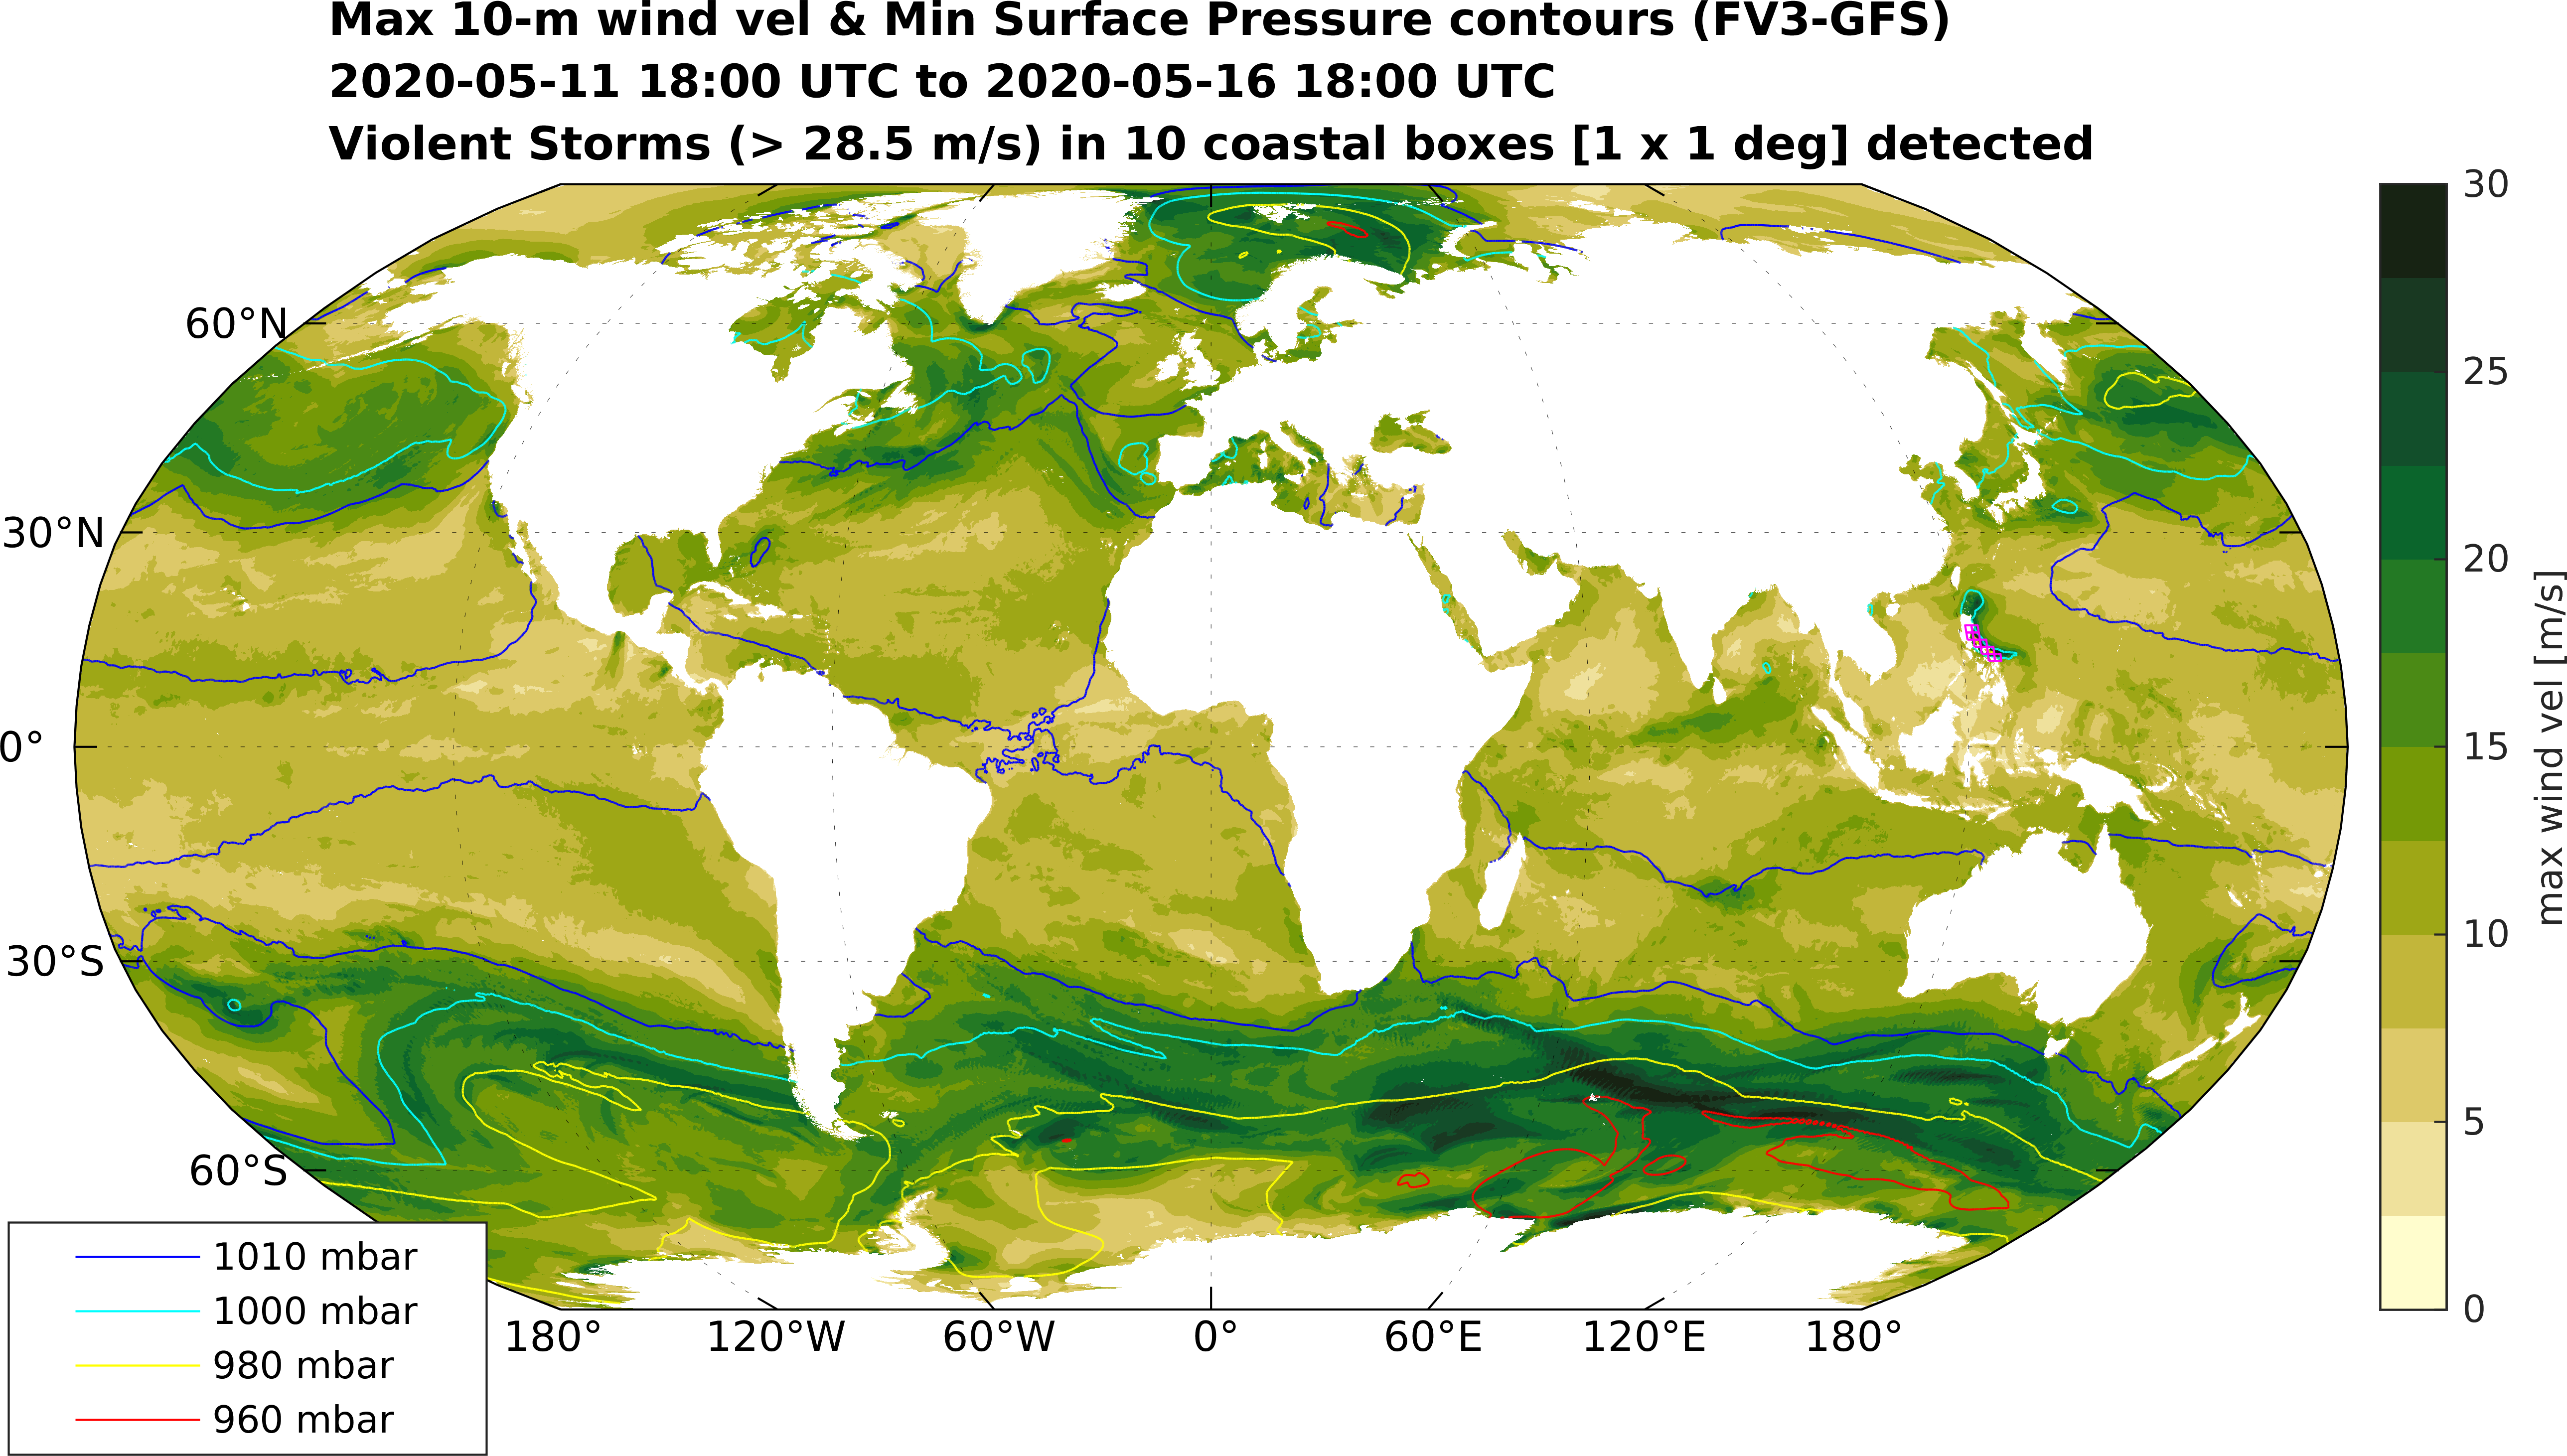 Max 10-m wind vel & Min Surface Pressure contours (FV3-GFS)
2020-05-11 18:00 UTC to 2020-05-16 18:00 UTC
Violent Storms (> 28.5 m/s) in 10 coastal boxes [1 x 1 deg] detected
60°N
30°N
0°
30°S
60°S
180°
120°W
60°W
0°
60°E
120°E
180°
1010 mbar
1000 mbar
980 mbar
960 mbar
30
25
20
15
10
5
0
max wind vel [m/s]